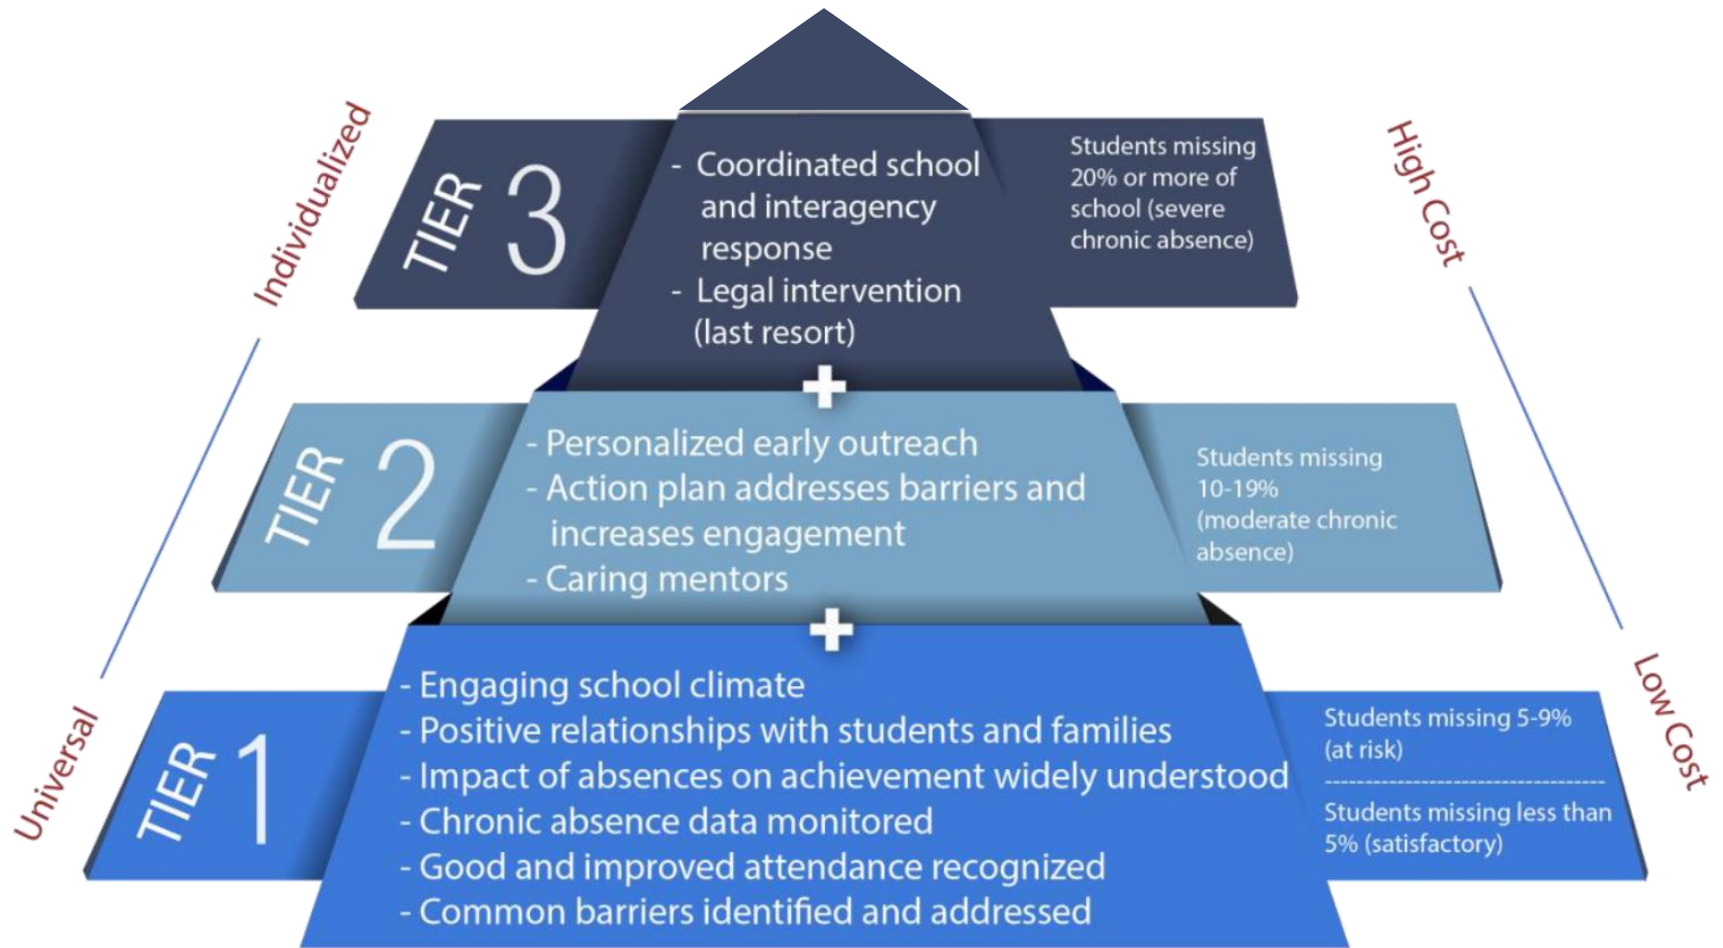 Individualized
Universal
High Cost
Low Cost
TIER 3
- Coordinated school
and interagency
response
- Legal intervention
(last resort)
Students missing
20% or more of
school (severe
chronic absence)
+
TIER 2
- Personalized early outreach
- Action plan addresses barriers and
increases engagement
- Caring mentors
Students missing
10-19%
(moderate chronic
absence)
+
TIER 1
- Engaging school climate
- Positive relationships with students and families
- Impact of absences on achievement widely understood
- Chronic absence data monitored
- Good and improved attendance recognized
- Common barriers identified and addressed
Students missing 5-9%
(at risk)
Students missing less than
5% (satisfactory)